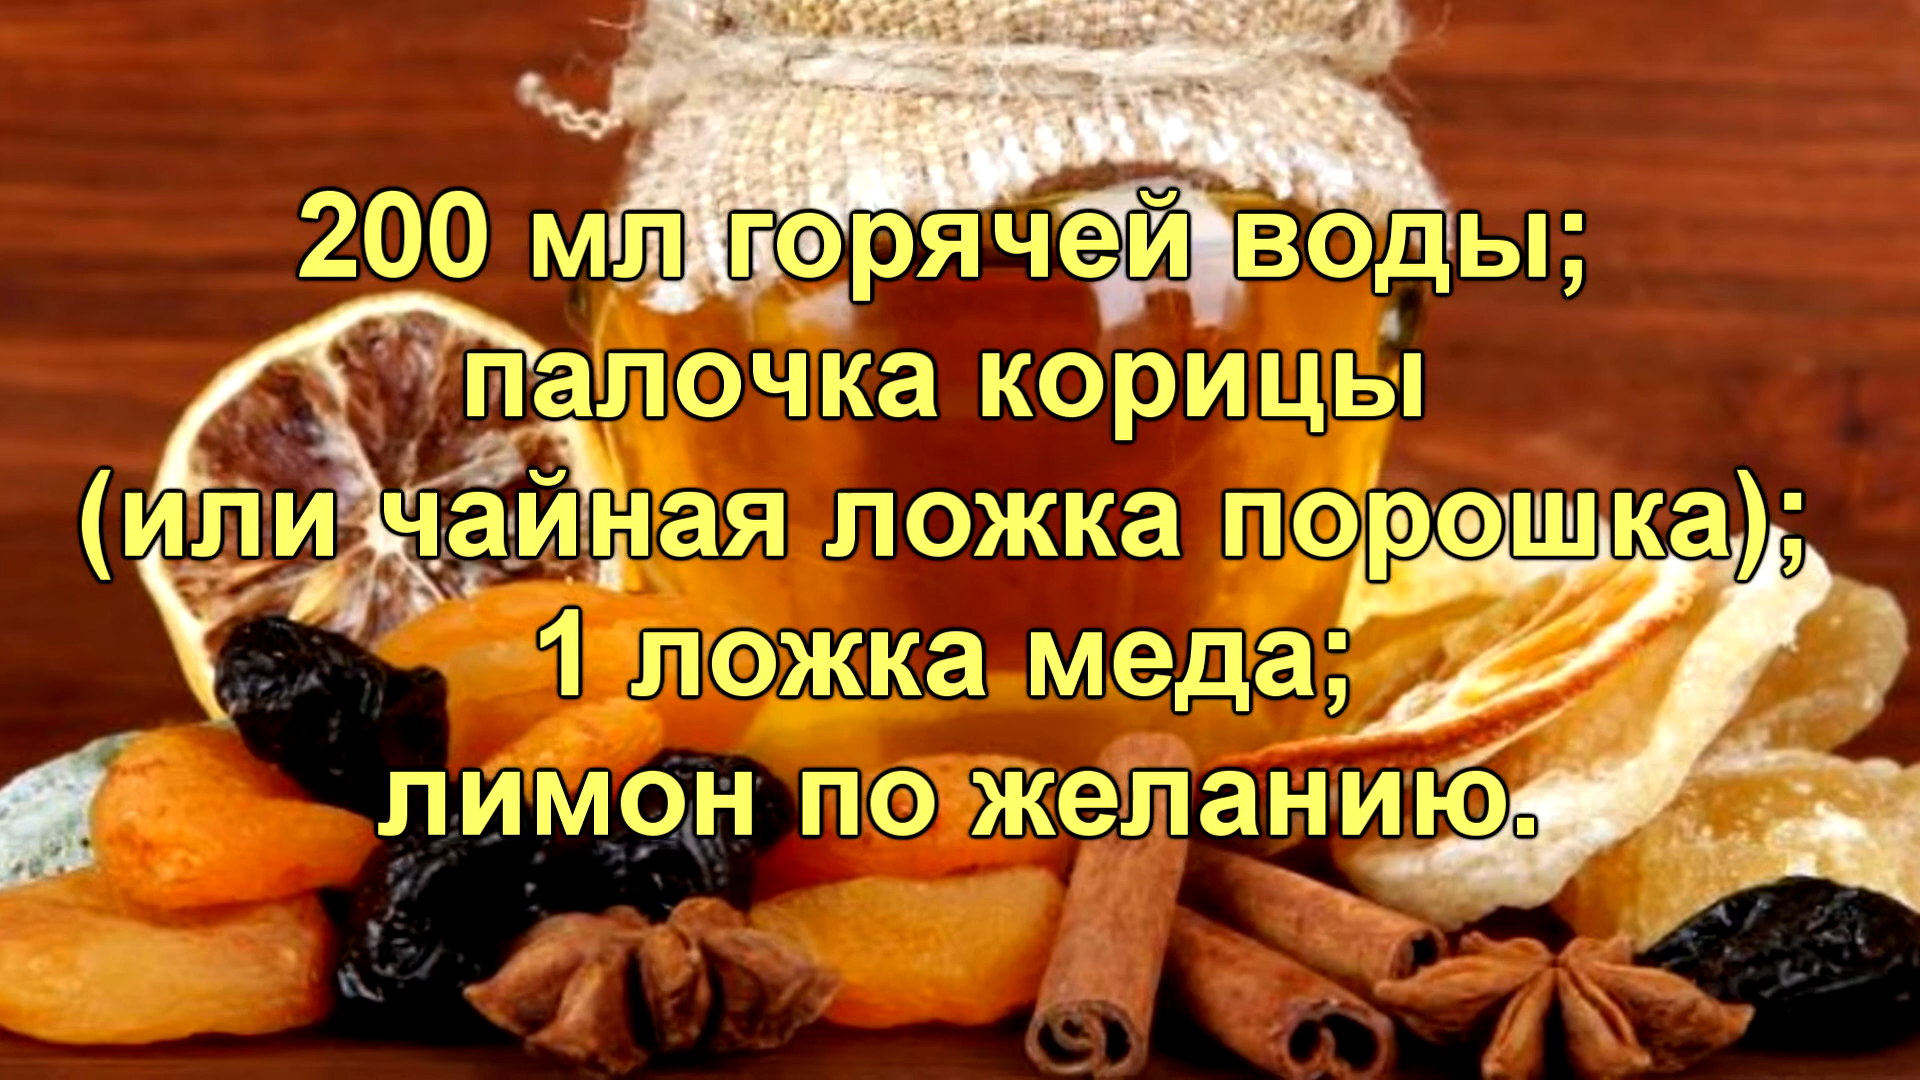 200 мл горячей воды;
палочка корицы
(или чайная ложка порошка);
1 ложка меда;
лимон по желанию.